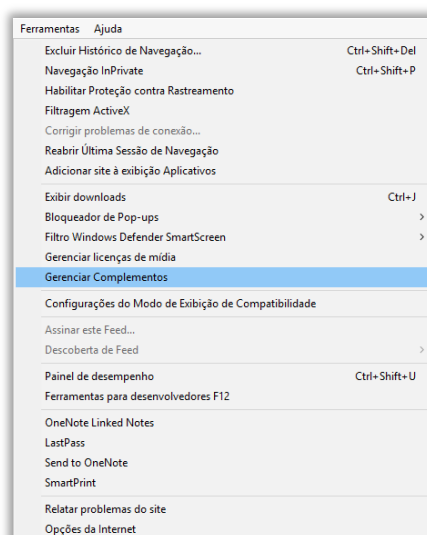 Ferramentas Ajuda
Excluir Histórico de Navegação... Ctrl+Shift+Del
Navegação InPrivate Ctrl+Shift+P
Habilitar Proteção contra Rastreamento
Filtragem ActiveX
Corrigir problemas de conexão...
Reabrir Última Sessão de Navegação
Adicionar site à exibição Aplicativos
Exibir downloads Ctrl+J
Bloqueador de Pop-ups
Filtro Windows Defender SmartScreen
Gerenciar licenças de mídia
Gerenciar Complementos
Configurações do Modo de Exibição de Compatibilidade
Assinar este Feed...
Descoberta de Feed
Painel de desempenho Ctrl+Shift+U
Ferramentas para desenvolvedores F12
OneNote Linked Notes
LastPass
Send to OneNote
SmartPrint
Relatar problemas do site
Opções da Internet